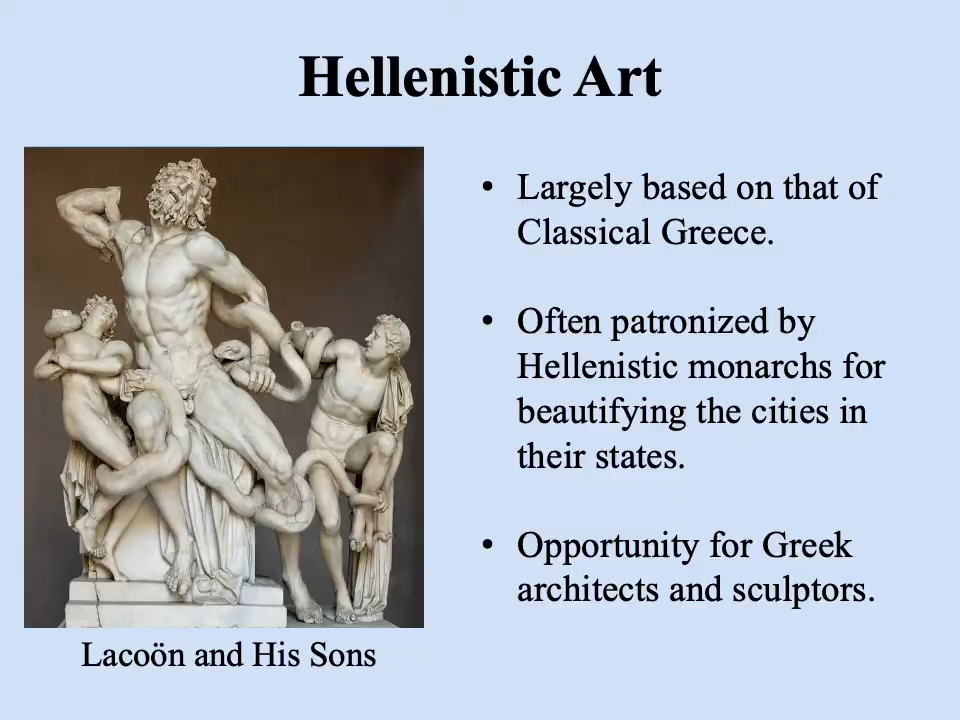 Hellenistic Art
• Largely based on that of
Classical Greece.
• Often patronized by
Hellenistic monarchs for
beautifying the cities in
their states.
• Opportunity for Greek
architects and sculptors.
Lacoön and His Sons